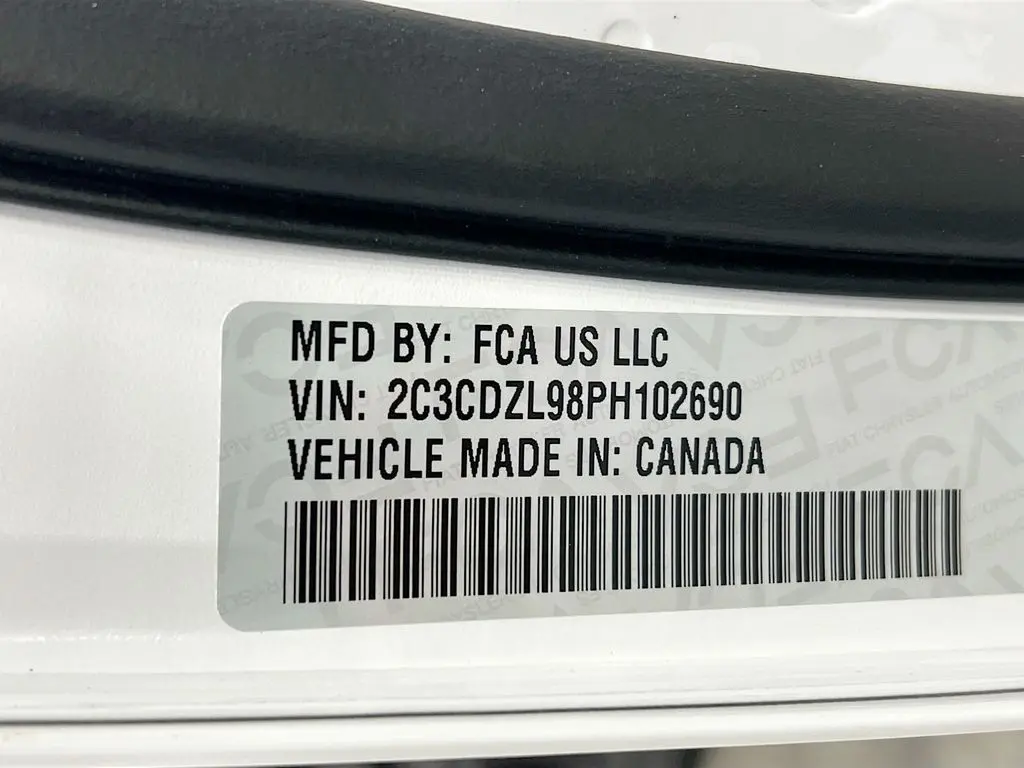 MFD BY: FCA US LLC
VIN: 2C3CDZL98PH102690
VEHICLE MADE IN: CANADA